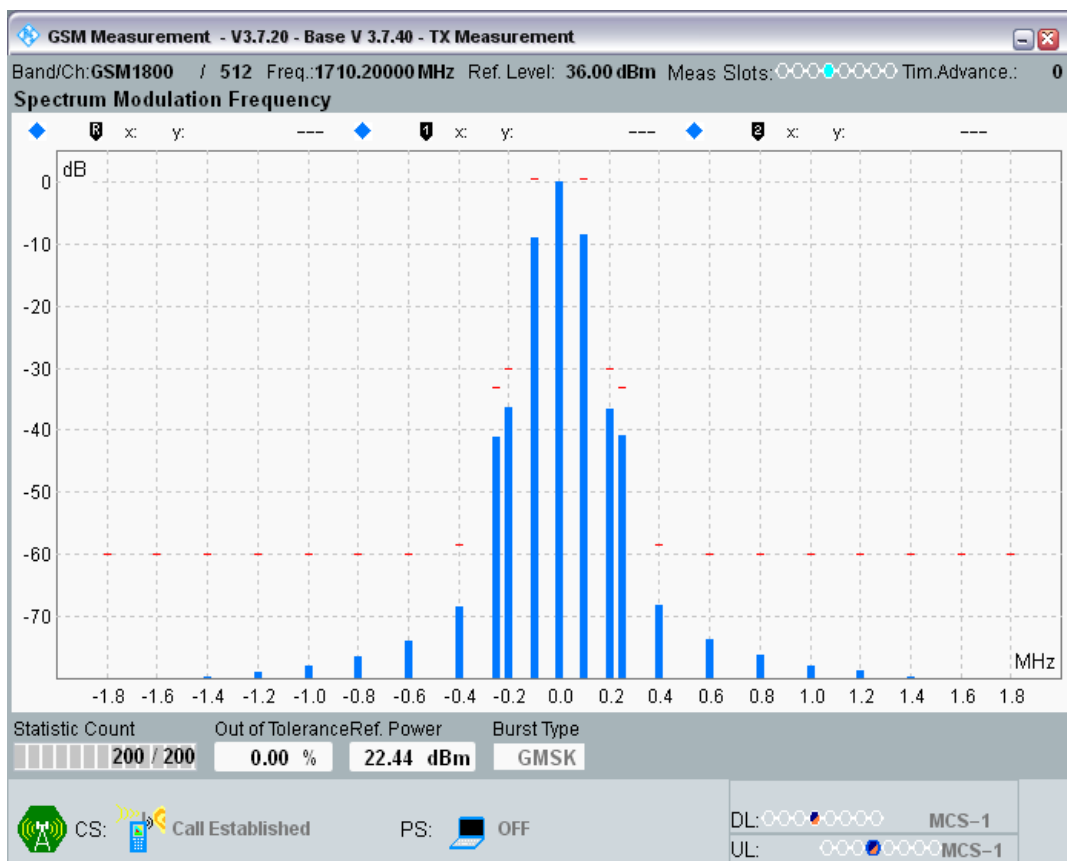 GSM Measurement - V3.7.20 - Base V 3.7.40 - TX Measurement
Band/Ch:GSM1800 / 512 Freq.:1710.20000 MHz Ref. Level: 36.00 dBm Meas Slots: Tim.Advance.: 0
Spectrum Modulation Frequency
R x: y: --- 1 x: y: --- 2 x: y: ---
dB
0
-10
-20
-30
-40
-50
-60
-70
MHz
-1.8 -1.6 -1.4 -1.2 -1.0 -0.8 -0.6 -0.4 -0.2 0.0 0.2 0.4 0.6 0.8 1.0 1.2 1.4 1.6 1.8
Statistic Count Out of Tolerance Ref. Power Burst Type
200 / 200 0.00 % 22.44 dBm GMSK
CS: Call Established PS: OFF
DL: MCS-1
UL: MCS-1